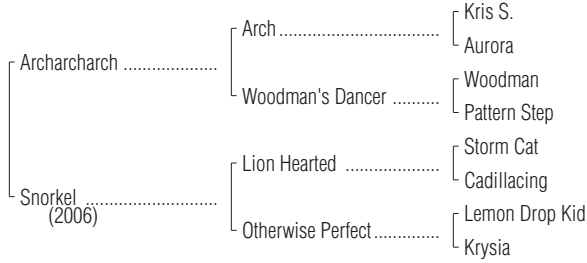 Kris S.
Arch
Aurora
Archarcharch
Woodman
Woodman's Dancer
Pattern Step
Storm Cat
Lion Hearted
Cadillacing
Snorkel
(2006)
Lemon Drop Kid
Otherwise Perfect
Krysia